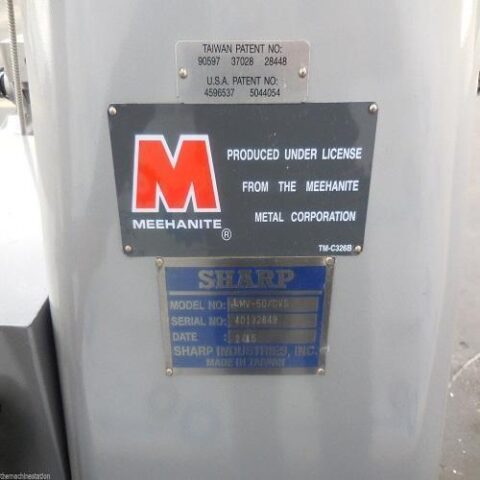 TAIWAN PATENT NO:
90597 37028 28448
U.S.A. PATENT NO:
4596537 5044054
M
MEEHANITE
®
PRODUCED UNDER LICENSE
FROM THE MEEHANITE
METAL CORPORATION
TM-C326B
SHARP
MODEL NO:
SERIAL NO:
DATE :
SHARP INDUSTRIES, INC.
MADE IN TAIWAN
themachinestation